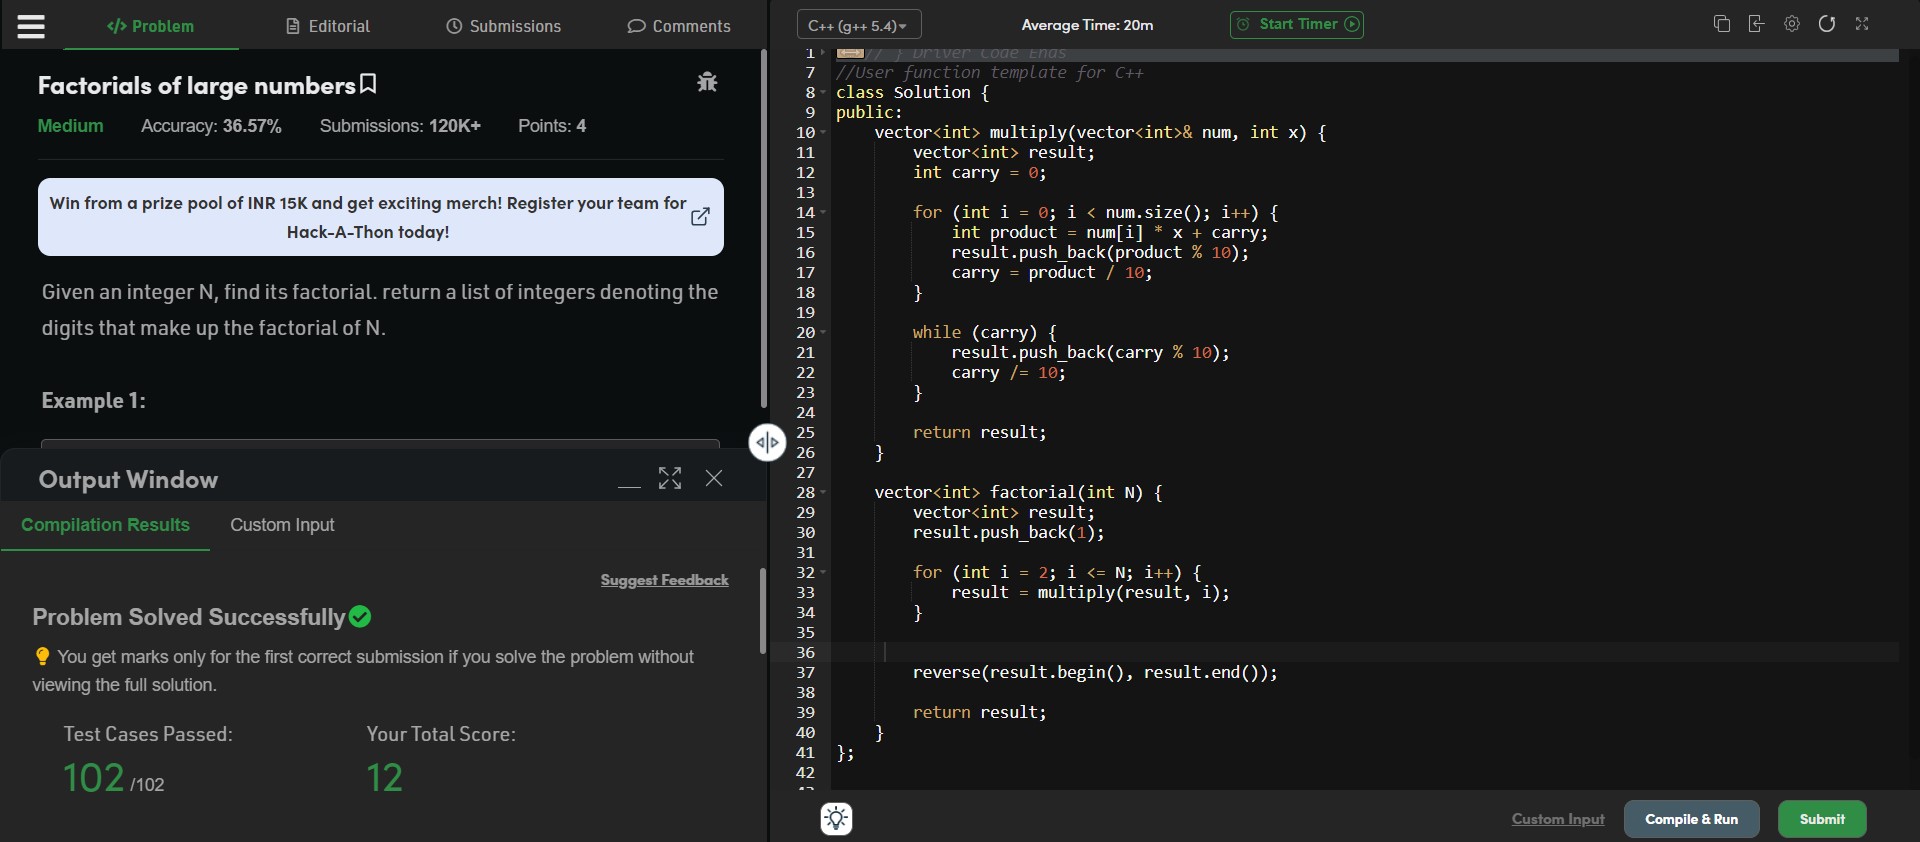 </> Problem
Editorial
Submissions
Comments
Factorials of large numbers
Medium Accuracy: 36.57% Submissions: 120K+ Points: 4
Win from a prize pool of INR 15K and get exciting merch! Register your team for
Hack-A-Thon today!
Given an integer N, find its factorial. return a list of integers denoting the
digits that make up the factorial of N.
Example 1:
Output Window
Compilation Results Custom Input
Suggest Feedback
Problem Solved Successfully
You get marks only for the first correct submission if you solve the problem without
viewing the full solution.
Test Cases Passed: Your Total Score:
102 /102 12
C++ (g++ 5.4)
Average Time: 20m
Start Timer
1 // } Driver Code Ends
7 //User function template for C++
8 class Solution {
9 public:
10 vector<int> multiply(vector<int>& num, int x) {
11 vector<int> result;
12 int carry = 0;
13
14 for (int i = 0; i < num.size(); i++) {
15 int product = num[i] * x + carry;
16 result.push_back(product % 10);
17 carry = product / 10;
18 }
19
20 while (carry) {
21 result.push_back(carry % 10);
22 carry /= 10;
23 }
24
25 return result;
26 }
27
28 vector<int> factorial(int N) {
29 vector<int> result;
30 result.push_back(1);
31
32 for (int i = 2; i <= N; i++) {
33 result = multiply(result, i);
34 }
35
36
37 reverse(result.begin(), result.end());
38
39 return result;
40 }
41 };
42
Custom Input
Compile & Run
Submit